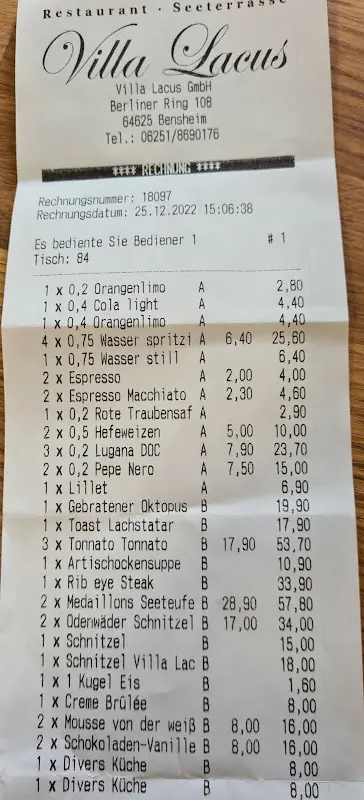 Restaurant · Seeterrasse
Villa Lacus
Villa Lacus GmbH
Berliner Ring 108
64625 Bensheim
Tel.: 06251/8690176
**** RECHNUNG ****
Rechnungsnummer: 18097
Rechnungsdatum: 25.12.2022 15:06:38
Es bediente Sie Bediener 1 # 1
Tisch: 84
1 x 0,2 Orangenlimo A 2,80
1 x 0,4 Cola light A 4,40
1 x 0,4 Orangenlimo A 4,40
4 x 0,75 Wasser spritzi A 6,40 25,60
1 x 0,75 Wasser still A 6,40
2 x Espresso A 2,00 4,00
2 x Espresso Macchiato A 2,30 4,60
1 x 0,2 Rote Traubensaf A 2,90
2 x 0,5 Hefeweizen A 5,00 10,00
3 x 0,2 Lugana DOC A 7,90 23,70
2 x 0,2 Pepe Nero A 7,50 15,00
1 x Lillet A 6,90
1 x Gebratener Oktopus B 19,90
1 x Toast Lachstatar B 17,90
3 x Tonnato Tonnato B 17,90 53,70
1 x Artischockensuppe B 10,90
1 x Rib eye Steak B 33,90
2 x Medaillons Seeteufe B 28,90 57,80
2 x Odenwäder Schnitzel B 17,00 34,00
1 x Schnitzel B 15,00
1 x Schnitzel Villa Lac B 18,00
1 x 1 Kugel Eis B 1,60
1 x Creme Brûlée B 8,00
2 x Mousse von der weiß B 8,00 16,00
2 x Schokoladen-Vanille B 8,00 16,00
1 x Divers Küche B 8,00
1 x Divers Küche B 8,00